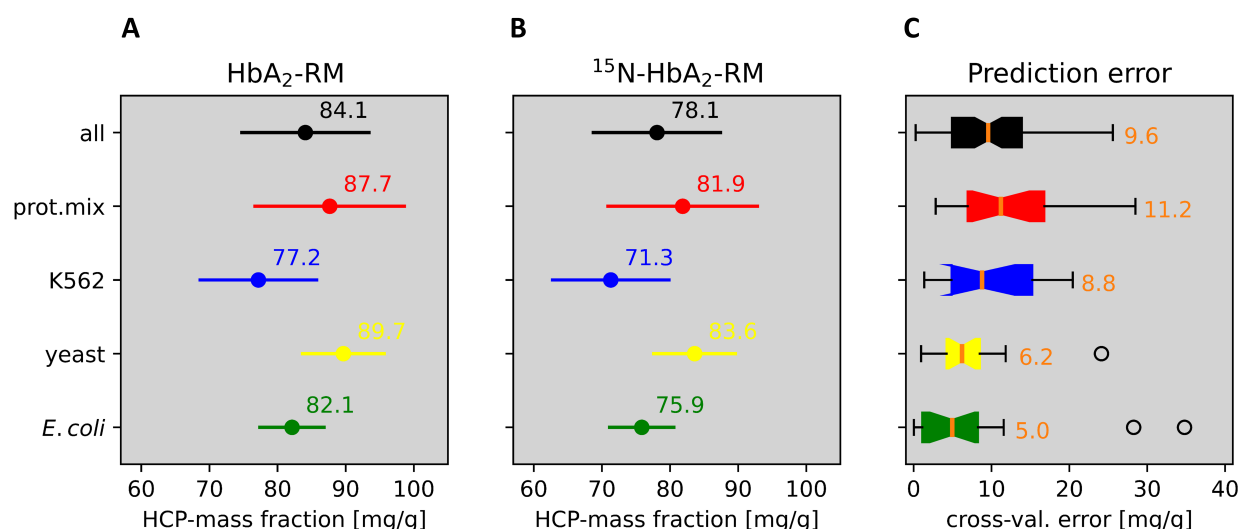 A
B
C
HbA₂-RM
¹⁵N-HbA₂-RM
Prediction error
all
84.1
78.1
9.6
prot.mix
87.7
81.9
11.2
K562
77.2
71.3
8.8
yeast
89.7
83.6
6.2
E. coli
82.1
75.9
5.0
60 70 80 90 100
60 70 80 90 100
0 10 20 30 40
HCP-mass fraction [mg/g]
HCP-mass fraction [mg/g]
cross-val. error [mg/g]